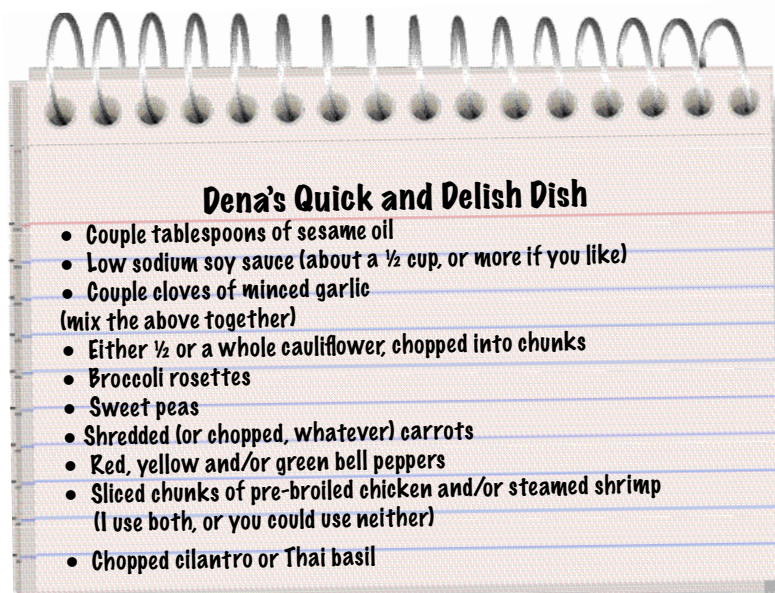 Dena's Quick and Delish Dish
• Couple tablespoons of sesame oil
• Low sodium soy sauce (about a ½ cup, or more if you like)
• Couple cloves of minced garlic
(mix the above together)
• Either ½ or a whole cauliflower, chopped into chunks
• Broccoli rosettes
• Sweet peas
• Shredded (or chopped, whatever) carrots
• Red, yellow and/or green bell peppers
• Sliced chunks of pre-broiled chicken and/or steamed shrimp
(I use both, or you could use neither)
• Chopped cilantro or Thai basil